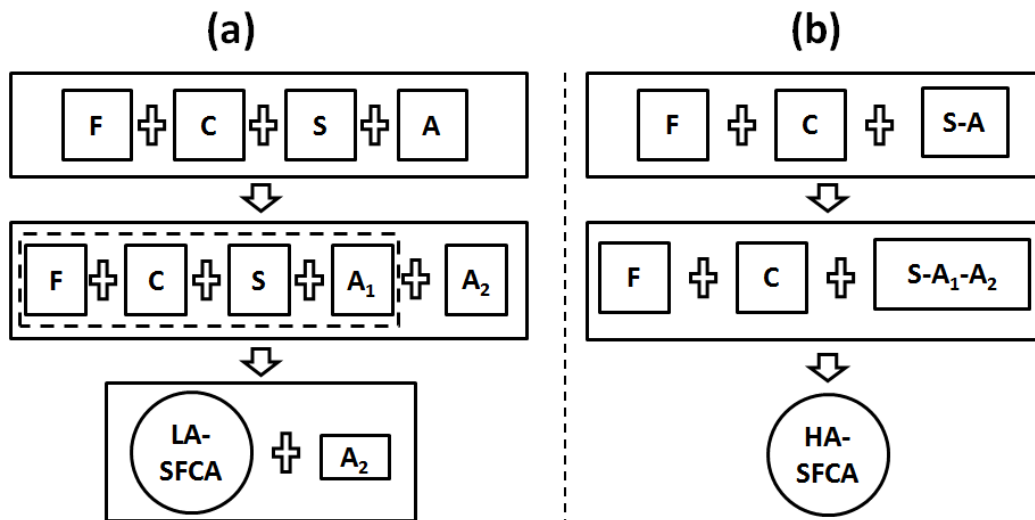 (a)
F + C + S + A
F + C + S + A₁ + A₂
LA-
SFCA + A₂
(b)
F + C + S-A
F + C + S-A₁-A₂
HA-
SFCA